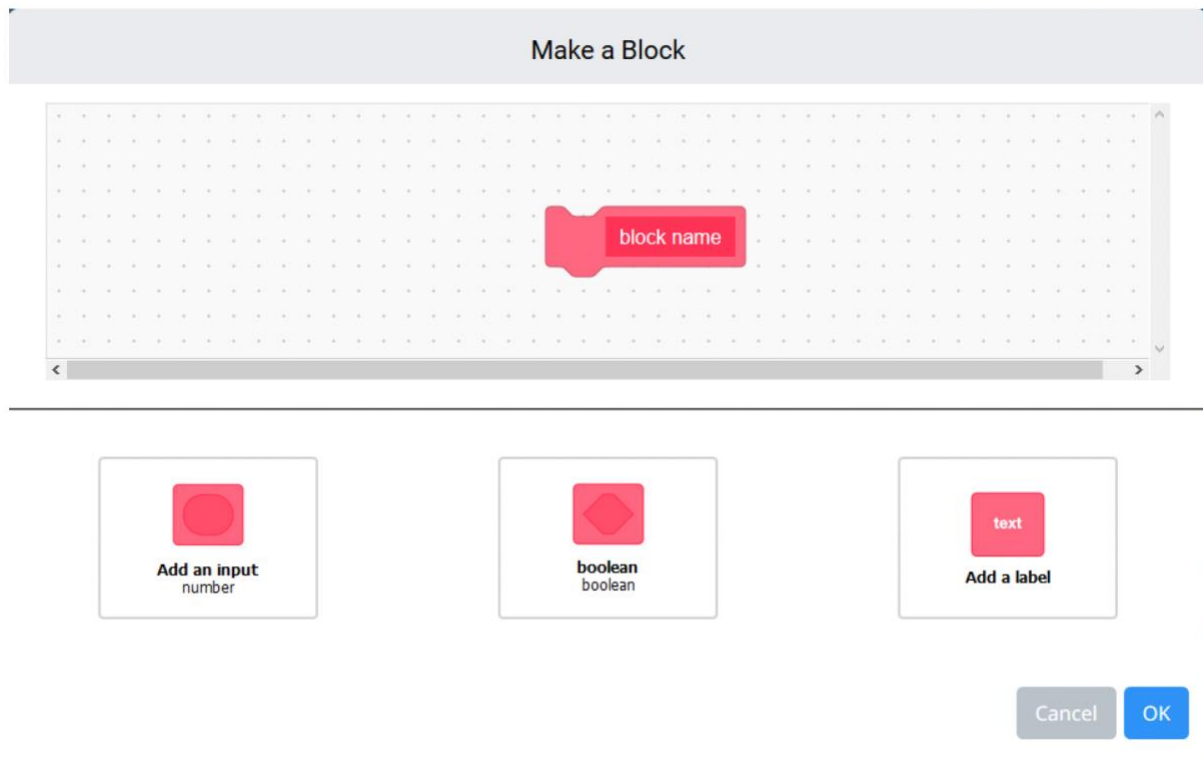 Make a Block
block name
Add an input
number
boolean
boolean
text
Add a label
Cancel
OK